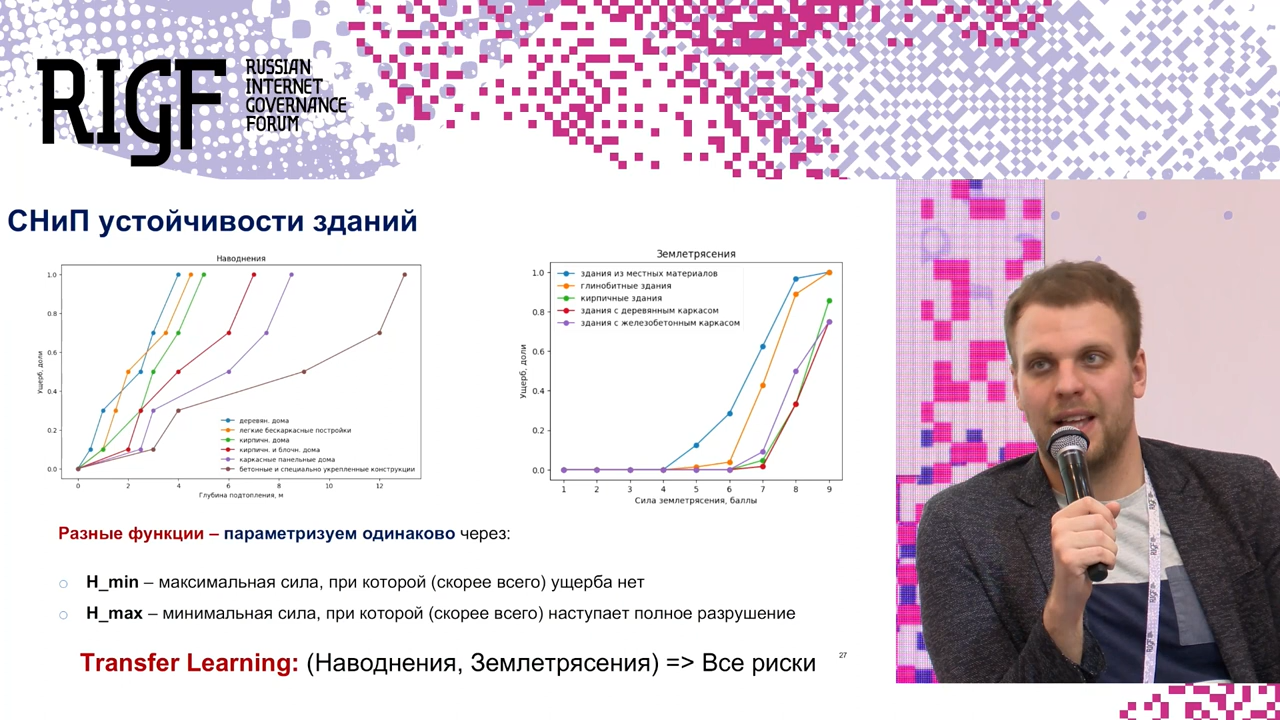 RIGF
RUSSIAN
INTERNET
GOVERNANCE
FORUM
СНиП устойчивости зданий
Наводнения
Ущерб, доли
1.0
0.8
0.6
0.4
0.2
0.0
деревян. дома
легкие бескаркасные постройки
кирпичн. дома
кирпичн. и блочн. дома
каркасные панельные дома
бетонные и специально укрепленные конструкции
0 2 4 6 8 10 12
Глубина подтопления, м
Землетрясения
Ущерб, доли
1.0
0.8
0.6
0.4
0.2
0.0
здания из местных материалов
глинобитные здания
кирпичные здания
здания с деревянным каркасом
здания с железобетонным каркасом
1 2 3 4 5 6 7 8 9
Сила землетрясения, баллы
Разные функции – параметризуем одинаково через:
H_min – максимальная сила, при которой (скорее всего) ущерба нет
H_max – минимальная сила, при которой (скорее всего) наступает полное разрушение
Transfer Learning: (Наводнения, Землетрясения) => Все риски
27